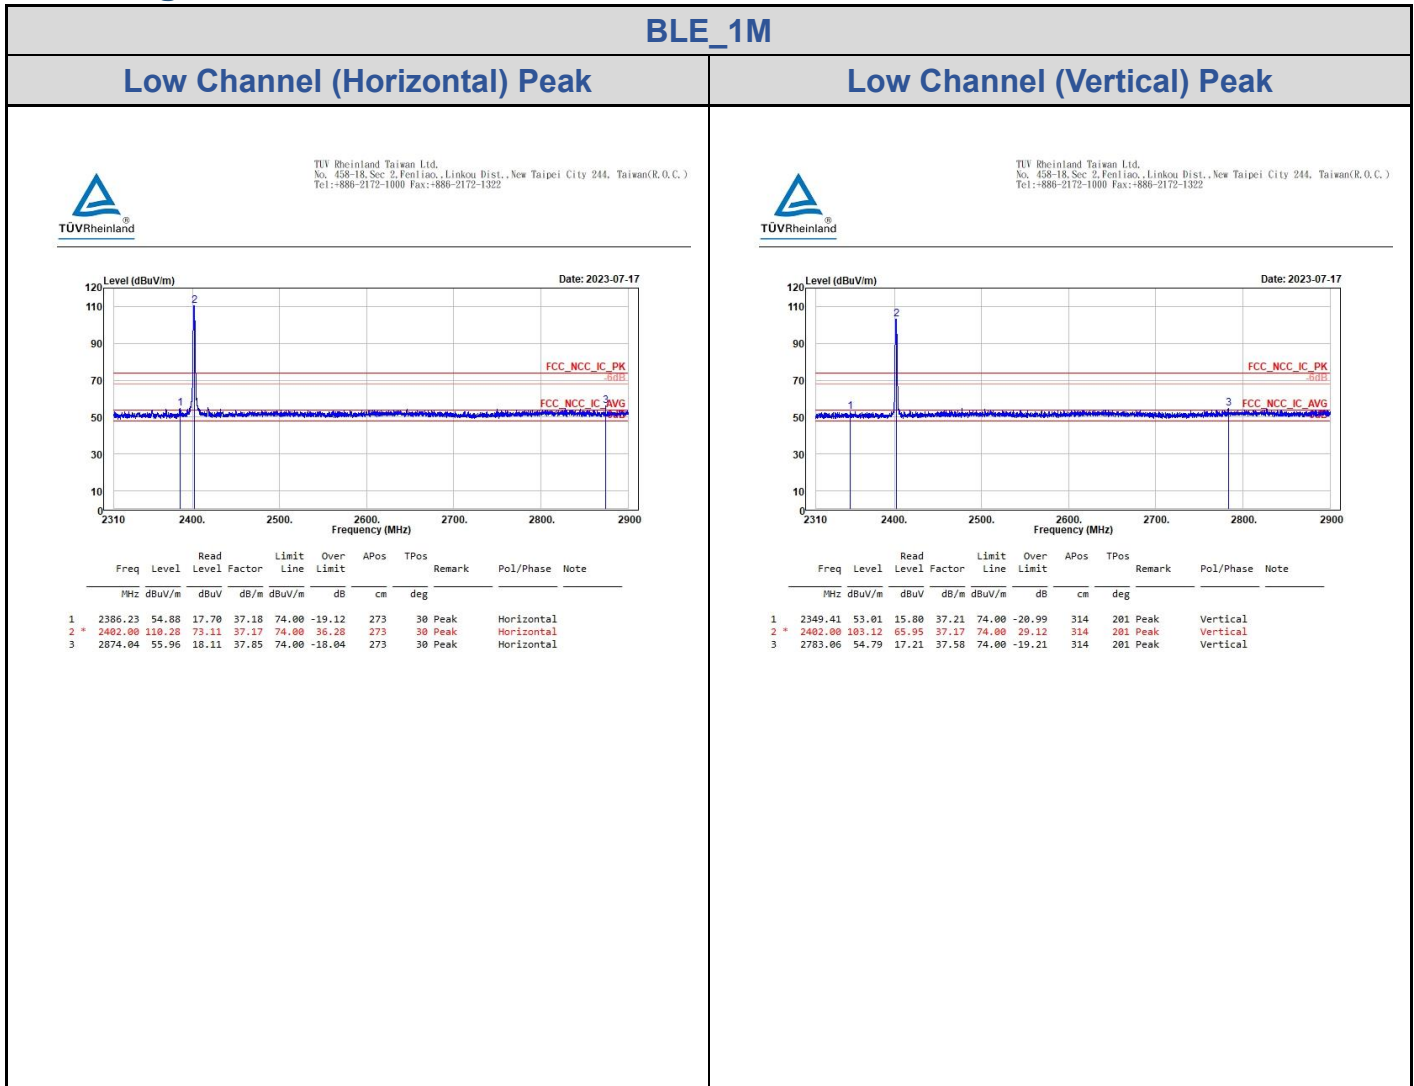 BLE_1M
Low Channel (Horizontal) Peak
TUV Rheinland Taiwan Ltd.
No. 458-18, Sec 2, Fenliao., Linkou Dist., New Taipei City 244, Taiwan(R.O.C.)
Tel:+886-2172-1000 Fax:+886-2172-1322
®
TÜVRheinland
Level (dBuV/m) Date: 2023-07-17
120
110
90
70
50
30
10
0
2
1
3
FCC_NCC_IC_PK
-6dB
FCC_NCC_IC_AVG
2310 2400. 2500. 2600. 2700. 2800. 2900
Frequency (MHz)
Read Limit Over APos TPos
Freq Level Level Factor Line Limit Remark Pol/Phase Note
MHz dBuV/m dBuV dB/m dBuV/m dB cm deg
1 2386.23 54.88 17.70 37.18 74.00 -19.12 273 30 Peak Horizontal
2 * 2402.00 110.28 73.11 37.17 74.00 36.28 273 30 Peak Horizontal
3 2874.04 55.96 18.11 37.85 74.00 -18.04 273 30 Peak Horizontal
Low Channel (Vertical) Peak
TUV Rheinland Taiwan Ltd.
No. 458-18, Sec 2, Fenliao., Linkou Dist., New Taipei City 244, Taiwan(R.O.C.)
Tel:+886-2172-1000 Fax:+886-2172-1322
®
TÜVRheinland
Level (dBuV/m) Date: 2023-07-17
120
110
90
70
50
30
10
0
2
1
3
FCC_NCC_IC_PK
-6dB
FCC_NCC_IC_AVG
2310 2400. 2500. 2600. 2700. 2800. 2900
Frequency (MHz)
Read Limit Over APos TPos
Freq Level Level Factor Line Limit Remark Pol/Phase Note
MHz dBuV/m dBuV dB/m dBuV/m dB cm deg
1 2349.41 53.01 15.80 37.21 74.00 -20.99 314 201 Peak Vertical
2 * 2402.00 103.12 65.95 37.17 74.00 29.12 314 201 Peak Vertical
3 2783.06 54.79 17.21 37.58 74.00 -19.21 314 201 Peak Vertical